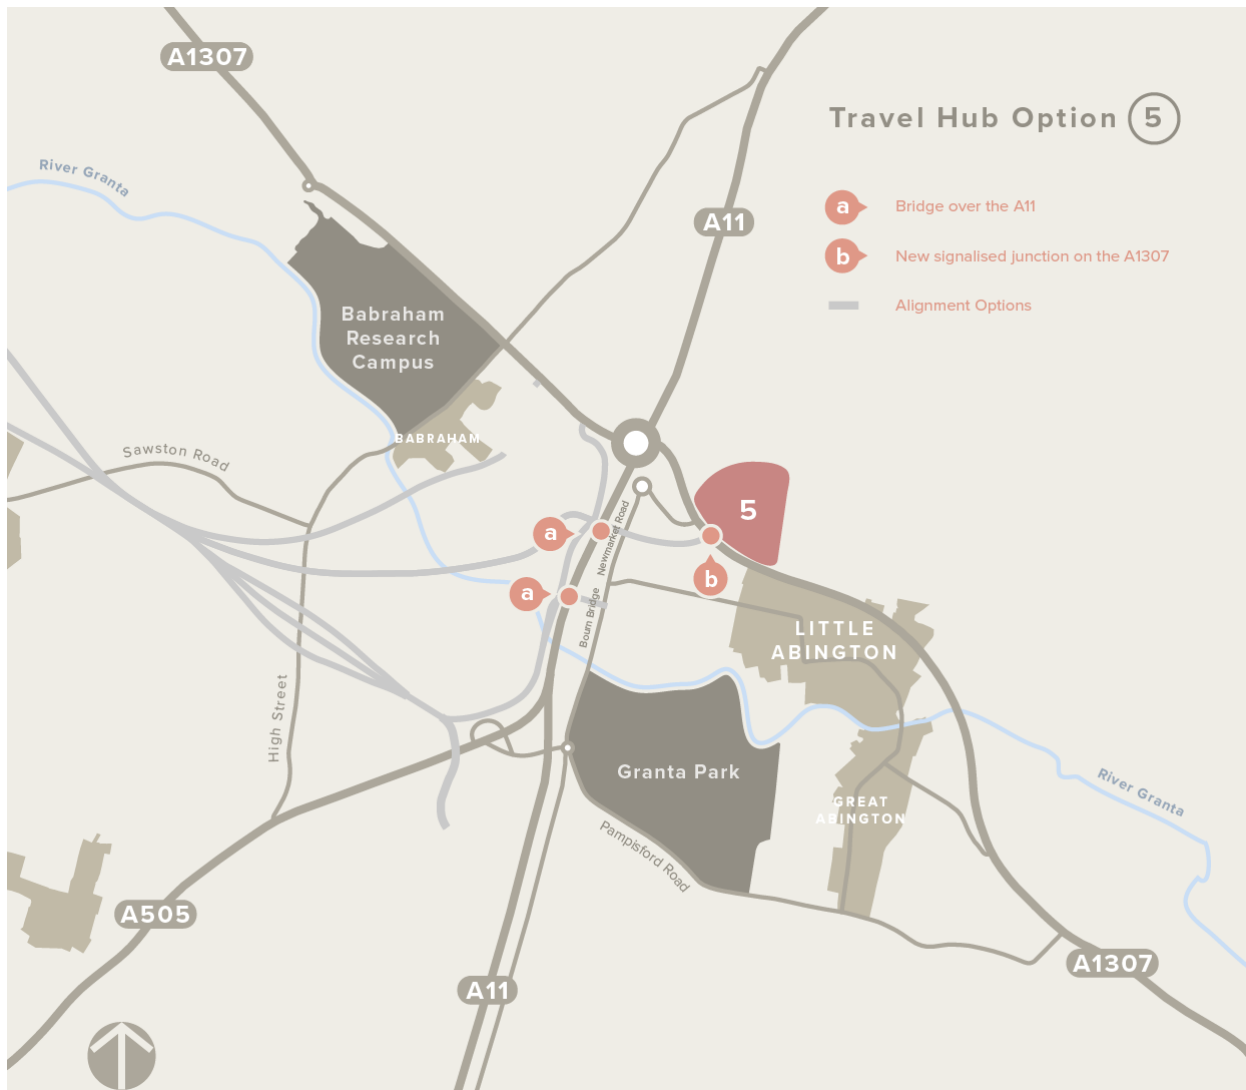 A1307
Travel Hub Option 5
River Granta
a Bridge over the A11
A11
b New signalised junction on the A1307
Alignment Options
Babraham
Research
Campus
BABRAHAM
Sawston Road
5
a
Newmarket Road
b
a
Bourn Bridge
LITTLE
ABINGTON
High Street
Granta Park
River Granta
GREAT
ABINGTON
Pampisford Road
A505
A1307
A11